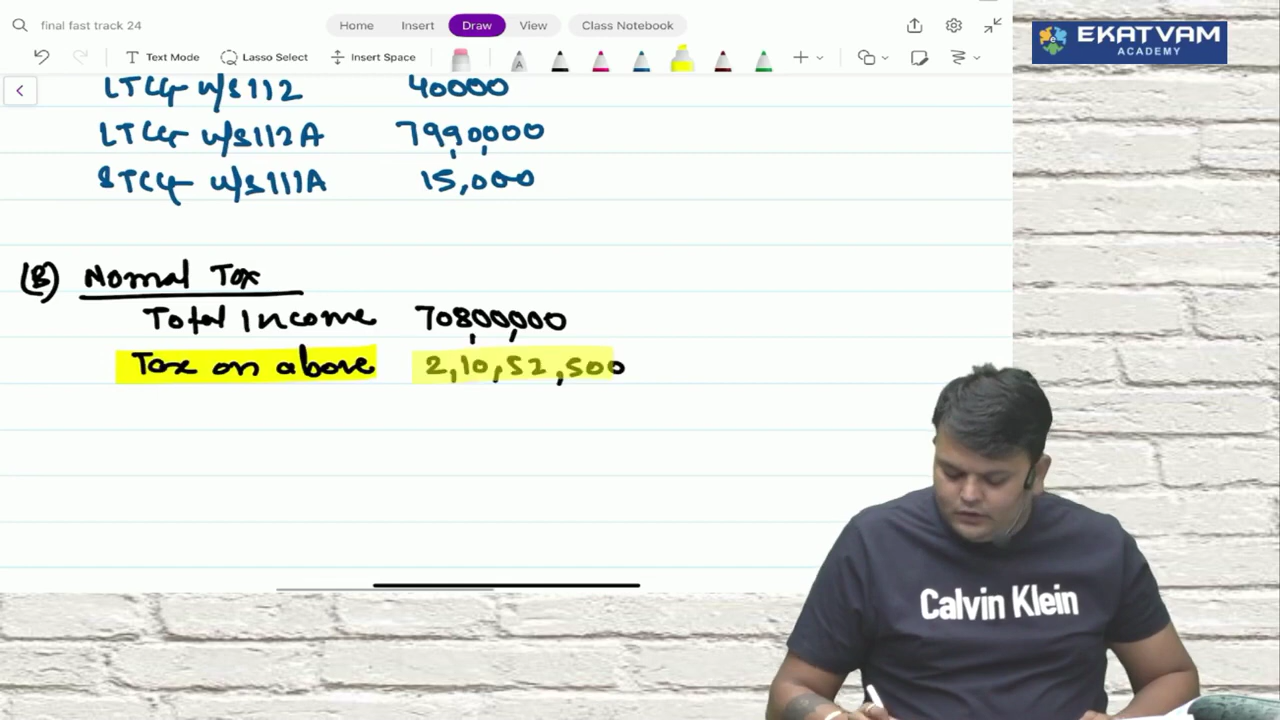 final fast track 24
Home Insert Draw View Class Notebook
EKATVAM
ACADEMY
Text Mode Lasso Select Insert Space
LTCG u/s 112 40000
LTCG u/s 112A 7990000
STCG u/s 111A 15,000
(B) Normal Tax
Total Income 70800000
Tax on above 2,10,52,500
Calvin Klein